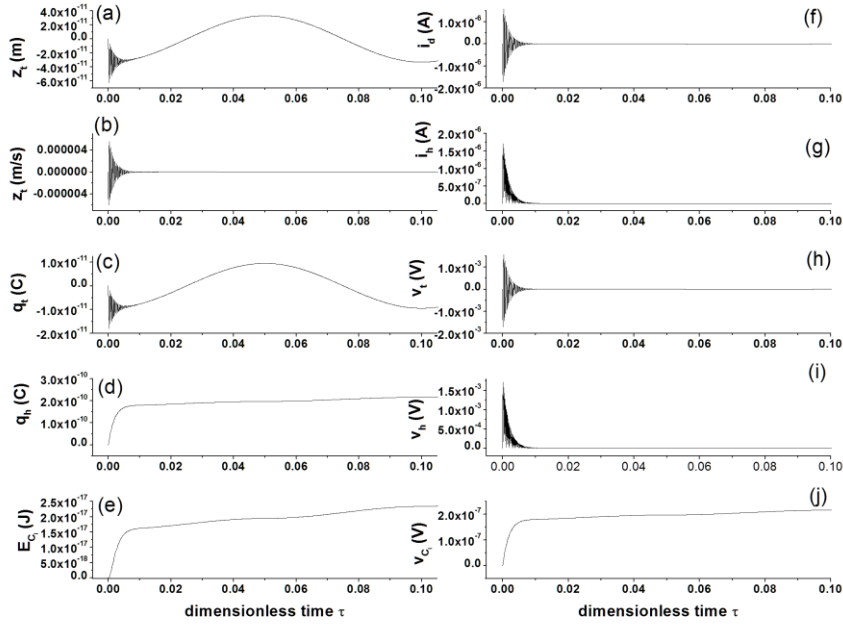 (a)
z_t (m)
4.0x10^-11
2.0x10^-11
0.0
-2.0x10^-11
-4.0x10^-11
-6.0x10^-11
0.00 0.02 0.04 0.06 0.08 0.10
(f)
i_d (A)
1.0x10^-6
0.0
-1.0x10^-6
-2.0x10^-6
0.00 0.02 0.04 0.06 0.08 0.10
(b)
z_t (m/s)
0.000004
0.000000
-0.000004
0.00 0.02 0.04 0.06 0.08 0.10
(g)
i_h (A)
2.0x10^-6
1.5x10^-6
1.0x10^-6
5.0x10^-7
0.0
0.00 0.02 0.04 0.06 0.08 0.10
(c)
q_t (C)
1.0x10^-11
0.0
-1.0x10^-11
-2.0x10^-11
0.00 0.02 0.04 0.06 0.08 0.10
(h)
v_t (V)
1.0x10^-3
0.0
-1.0x10^-3
-2.0x10^-3
0.00 0.02 0.04 0.06 0.08 0.10
(d)
q_h (C)
3.0x10^-10
2.0x10^-10
1.0x10^-10
0.0
0.00 0.02 0.04 0.06 0.08 0.10
(i)
v_h (V)
1.5x10^-3
1.0x10^-3
5.0x10^-4
0.0
0.00 0.02 0.04 0.06 0.08 0.10
(e)
E_C_i (J)
2.5x10^-17
2.0x10^-17
1.5x10^-17
1.0x10^-17
5.0x10^-18
0.0
0.00 0.02 0.04 0.06 0.08 0.10
dimensionless time τ
(j)
v_C_i (V)
2.0x10^-7
1.0x10^-7
0.0
0.00 0.02 0.04 0.06 0.08 0.10
dimensionless time τ